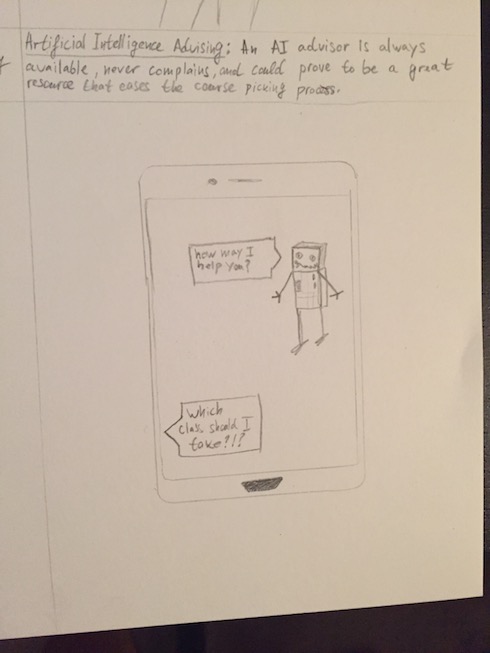 Artificial Intelligence Advising: An AI advisor is always
available, never complains, and could prove to be a great
resource that eases the course picking process.
how may I
help you?
Which
class should I
take?!?